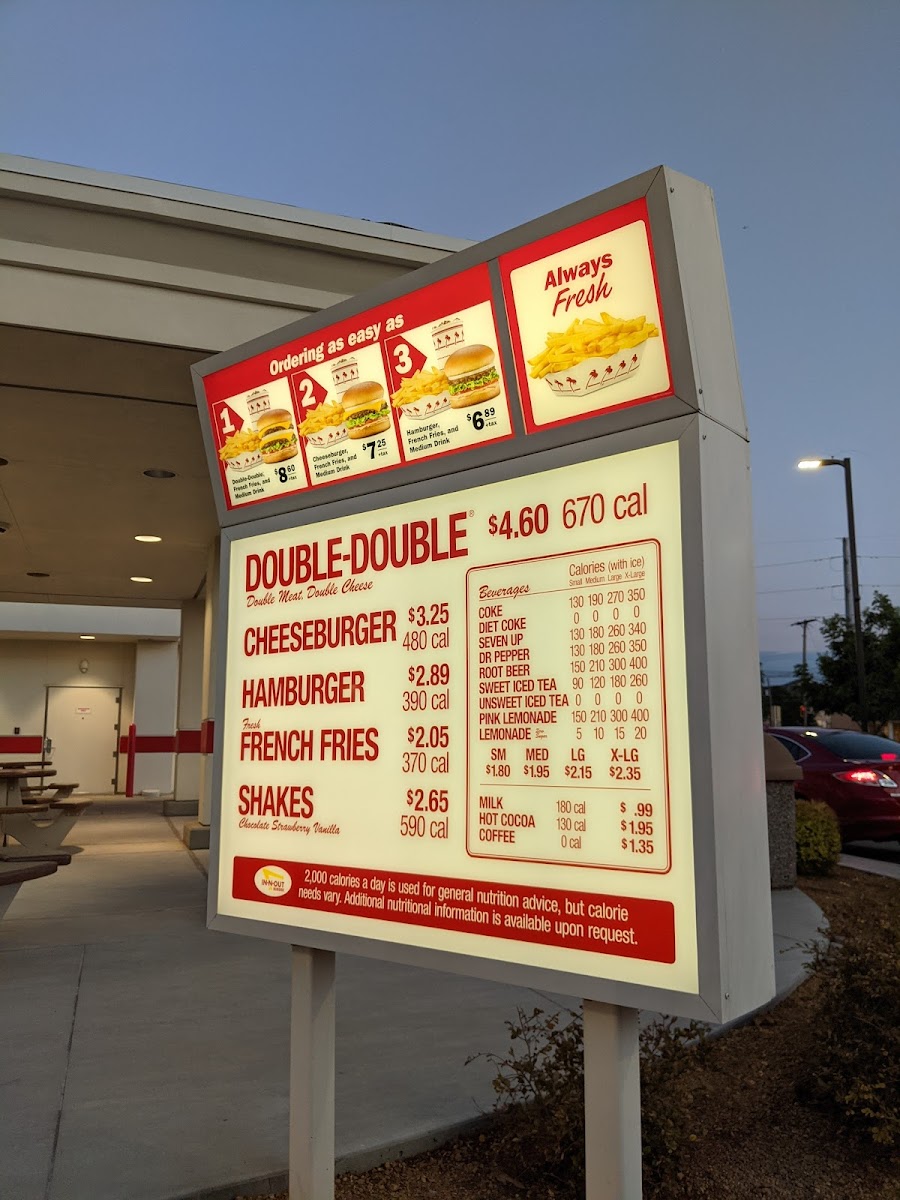 Ordering as easy as
1
Double-Double,
French Fries, and
Medium Drink
$8.60
+tax
2
Cheeseburger,
French Fries, and
Medium Drink
$7.25
+tax
3
Hamburger,
French Fries, and
Medium Drink
$6.89
+tax
Always
Fresh
DOUBLE-DOUBLE® $4.60 670 cal
Double Meat, Double Cheese
CHEESEBURGER $3.25
480 cal
HAMBURGER $2.89
390 cal
Fresh
FRENCH FRIES $2.05
370 cal
SHAKES $2.65
Chocolate Strawberry Vanilla 590 cal
Beverages Calories (with ice)
Small Medium Large X-Large
COKE 130 190 270 350
DIET COKE 0 0 0 0
SEVEN UP 130 180 260 340
DR PEPPER 130 180 260 350
ROOT BEER 150 210 300 400
SWEET ICED TEA 90 120 180 260
UNSWEET ICED TEA 0 0 0 0
PINK LEMONADE 150 210 300 400
LEMONADE 5 10 15 20
SM MED LG X-LG
$1.80 $1.95 $2.15 $2.35
MILK 180 cal $ .99
HOT COCOA 130 cal $1.95
COFFEE 0 cal $1.35
IN-N-OUT
2,000 calories a day is used for general nutrition advice, but calorie
needs vary. Additional nutritional information is available upon request.